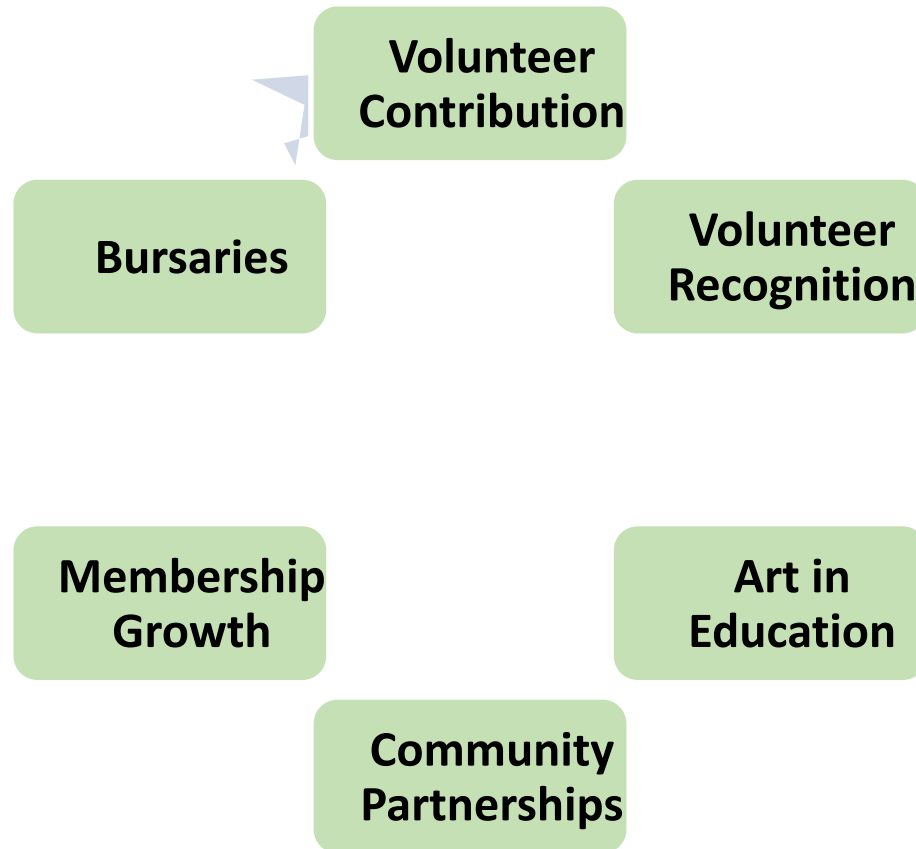 Volunteer
Contribution
Bursaries
Volunteer
Recognition
Membership
Growth
Art in
Education
Community
Partnerships